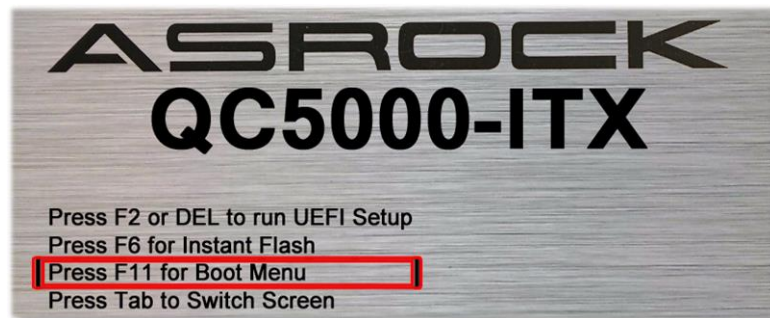 ASROCK
QC5000-ITX
Press F2 or DEL to run UEFI Setup
Press F6 for Instant Flash
Press F11 for Boot Menu
Press Tab to Switch Screen